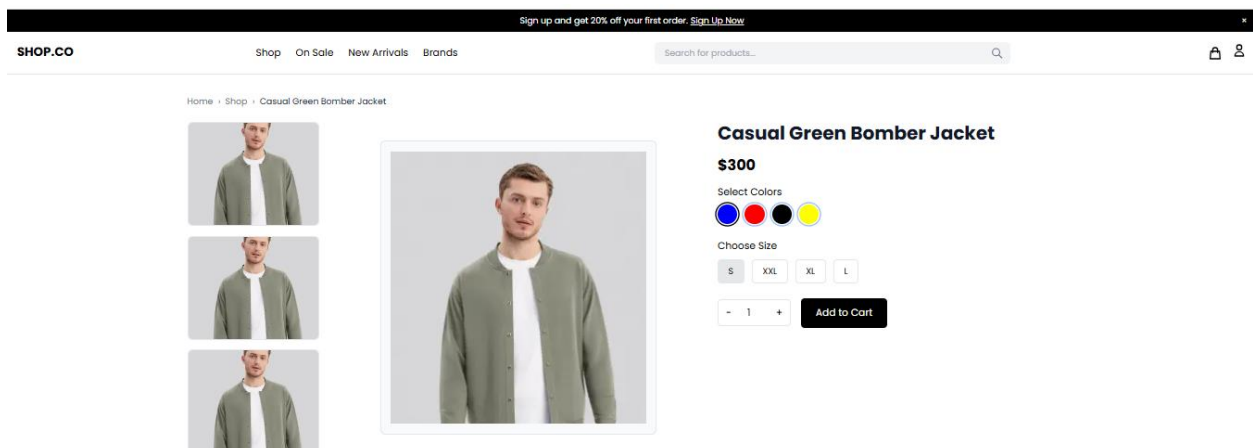 Sign up and get 20% off your first order. Sign Up Now ×
SHOP.CO Shop On Sale New Arrivals Brands Search for products...
Home › Shop › Casual Green Bomber Jacket
Casual Green Bomber Jacket
$300
Select Colors
Choose Size
S XXL XL L
- 1 + Add to Cart